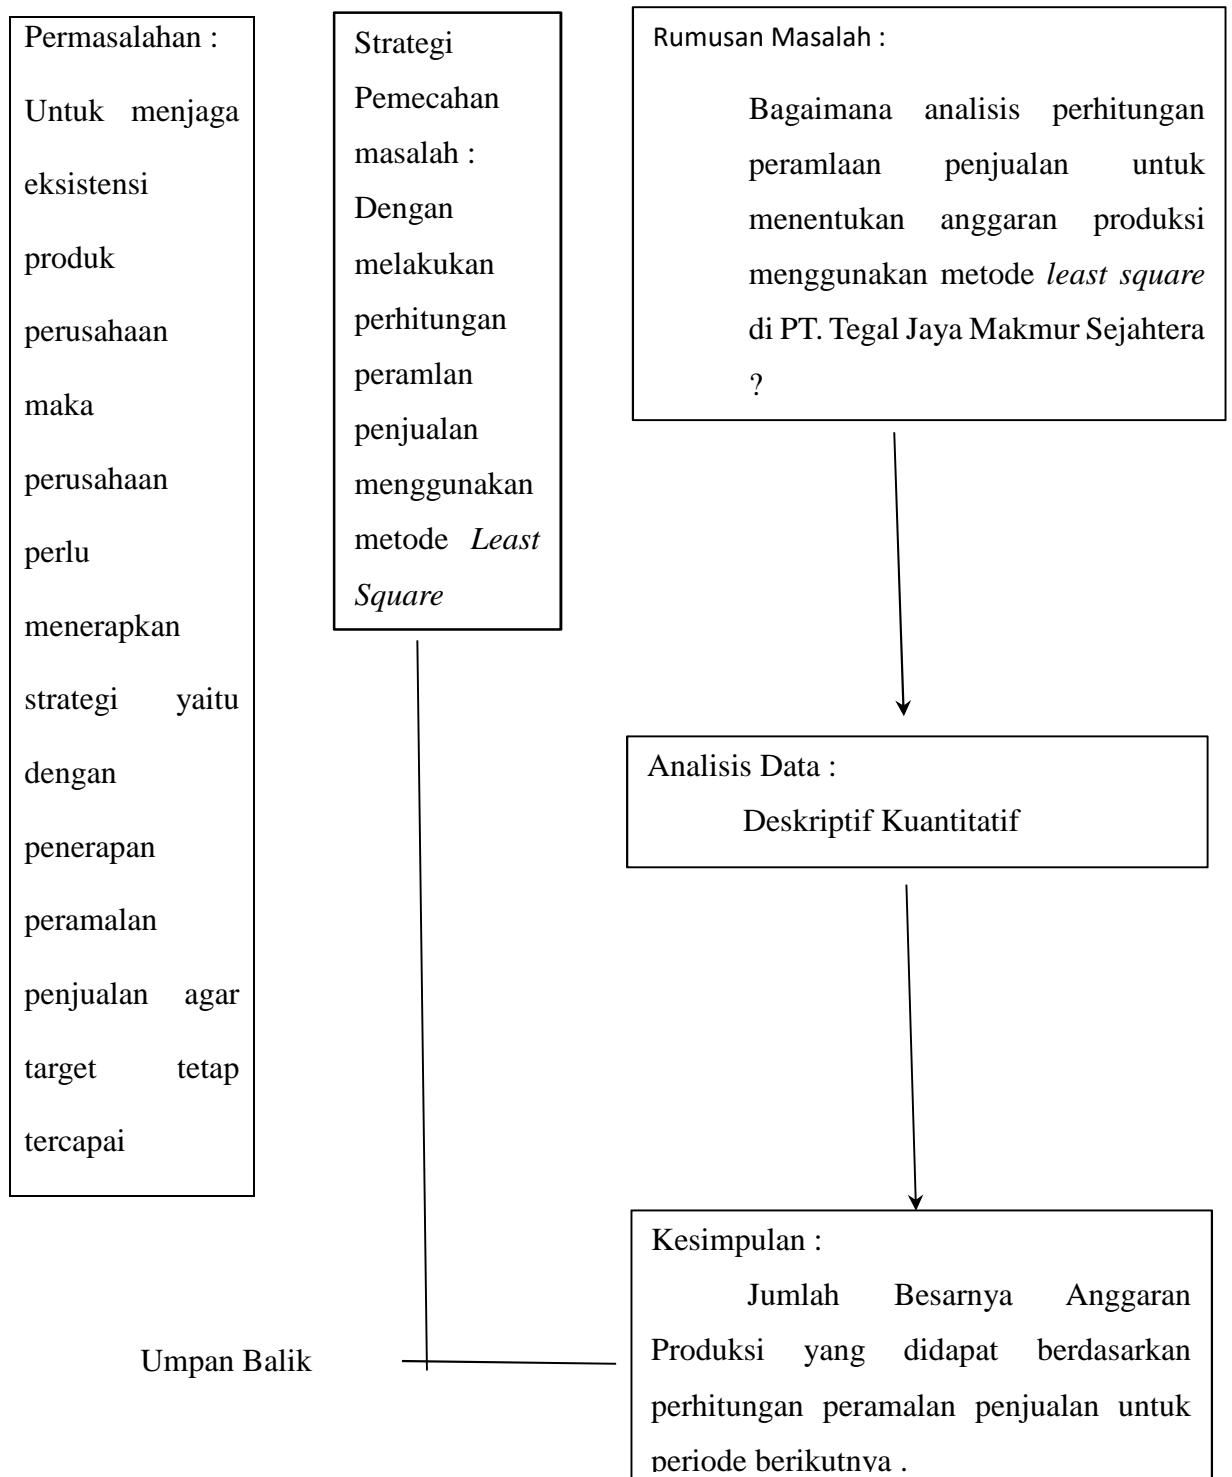 Permasalahan :
Untuk menjaga
eksistensi
produk
perusahaan
maka
perusahaan
perlu
menerapkan
strategi yaitu
dengan
penerapan
peramalan
penjualan agar
target tetap
tercapai
Strategi
Pemecahan
masalah :
Dengan
melakukan
perhitungan
peramlan
penjualan
menggunakan
metode Least
Square
Rumusan Masalah :
Bagaimana analisis perhitungan
peramlaan penjualan untuk
menentukan anggaran produksi
menggunakan metode least square
di PT. Tegal Jaya Makmur Sejahtera
?
Analisis Data :
Deskriptif Kuantitatif
Kesimpulan :
Jumlah Besarnya Anggaran
Produksi yang didapat berdasarkan
perhitungan peramalan penjualan untuk
periode berikutnya .
Umpan Balik